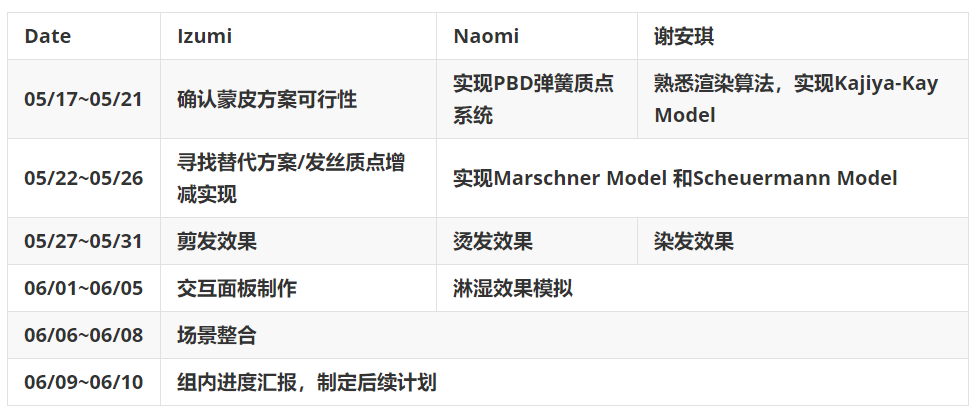 Date Izumi Naomi 谢安琪
05/17~05/21 确认蒙皮方案可行性 实现PBD弹簧质点系统 熟悉渲染算法，实现Kajiya-Kay Model
05/22~05/26 寻找替代方案/发丝质点增减实现 实现Marschner Model 和Scheuermann Model
05/27~05/31 剪发效果 烫发效果 染发效果
06/01~06/05 交互面板制作 淋湿效果模拟
06/06~06/08 场景整合
06/09~06/10 组内进度汇报，制定后续计划